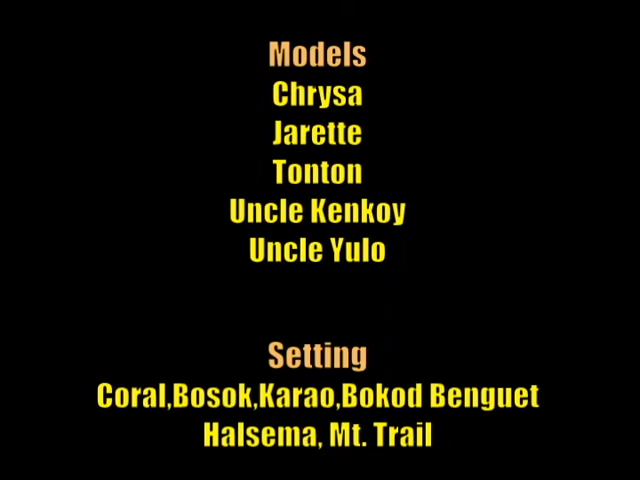 Models
Chrysa
Jarette
Tonton
Uncle Kenkoy
Uncle Yulo
Setting
Coral,Bosok,Karao,Bokod Benguet
Halsema, Mt. Trail